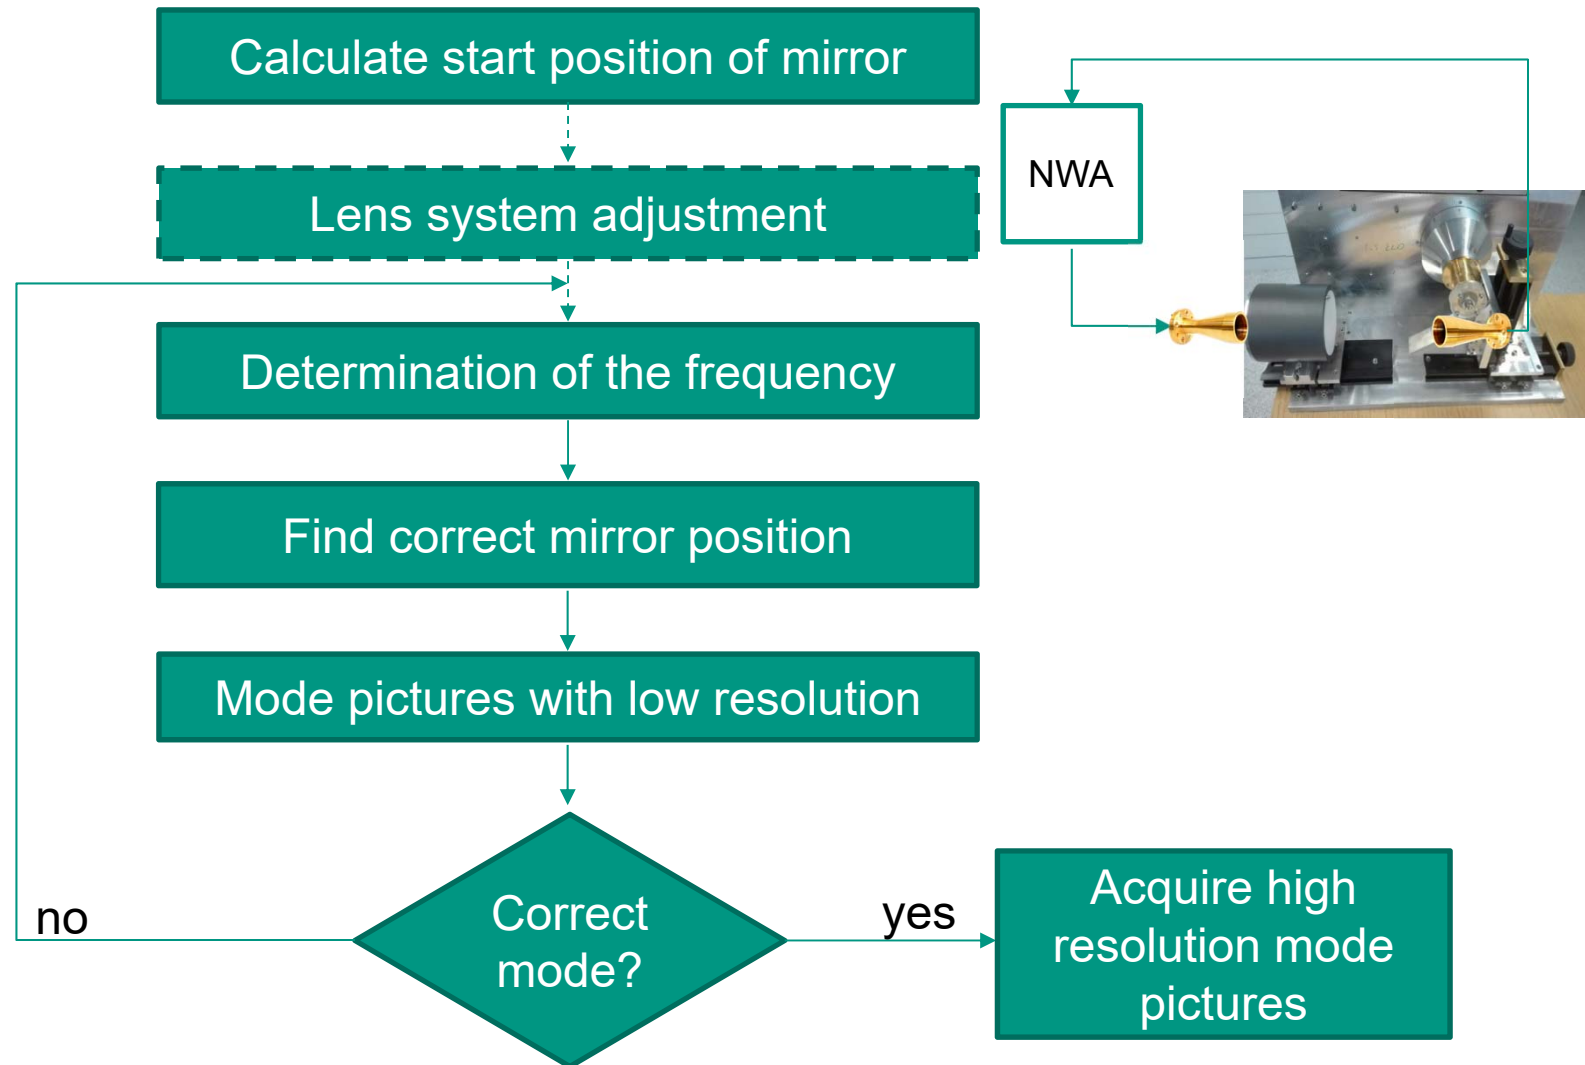 Calculate start position of mirror
NWA
Lens system adjustment
Determination of the frequency
Find correct mirror position
Mode pictures with low resolution
no
Correct
mode?
yes
Acquire high
resolution mode
pictures